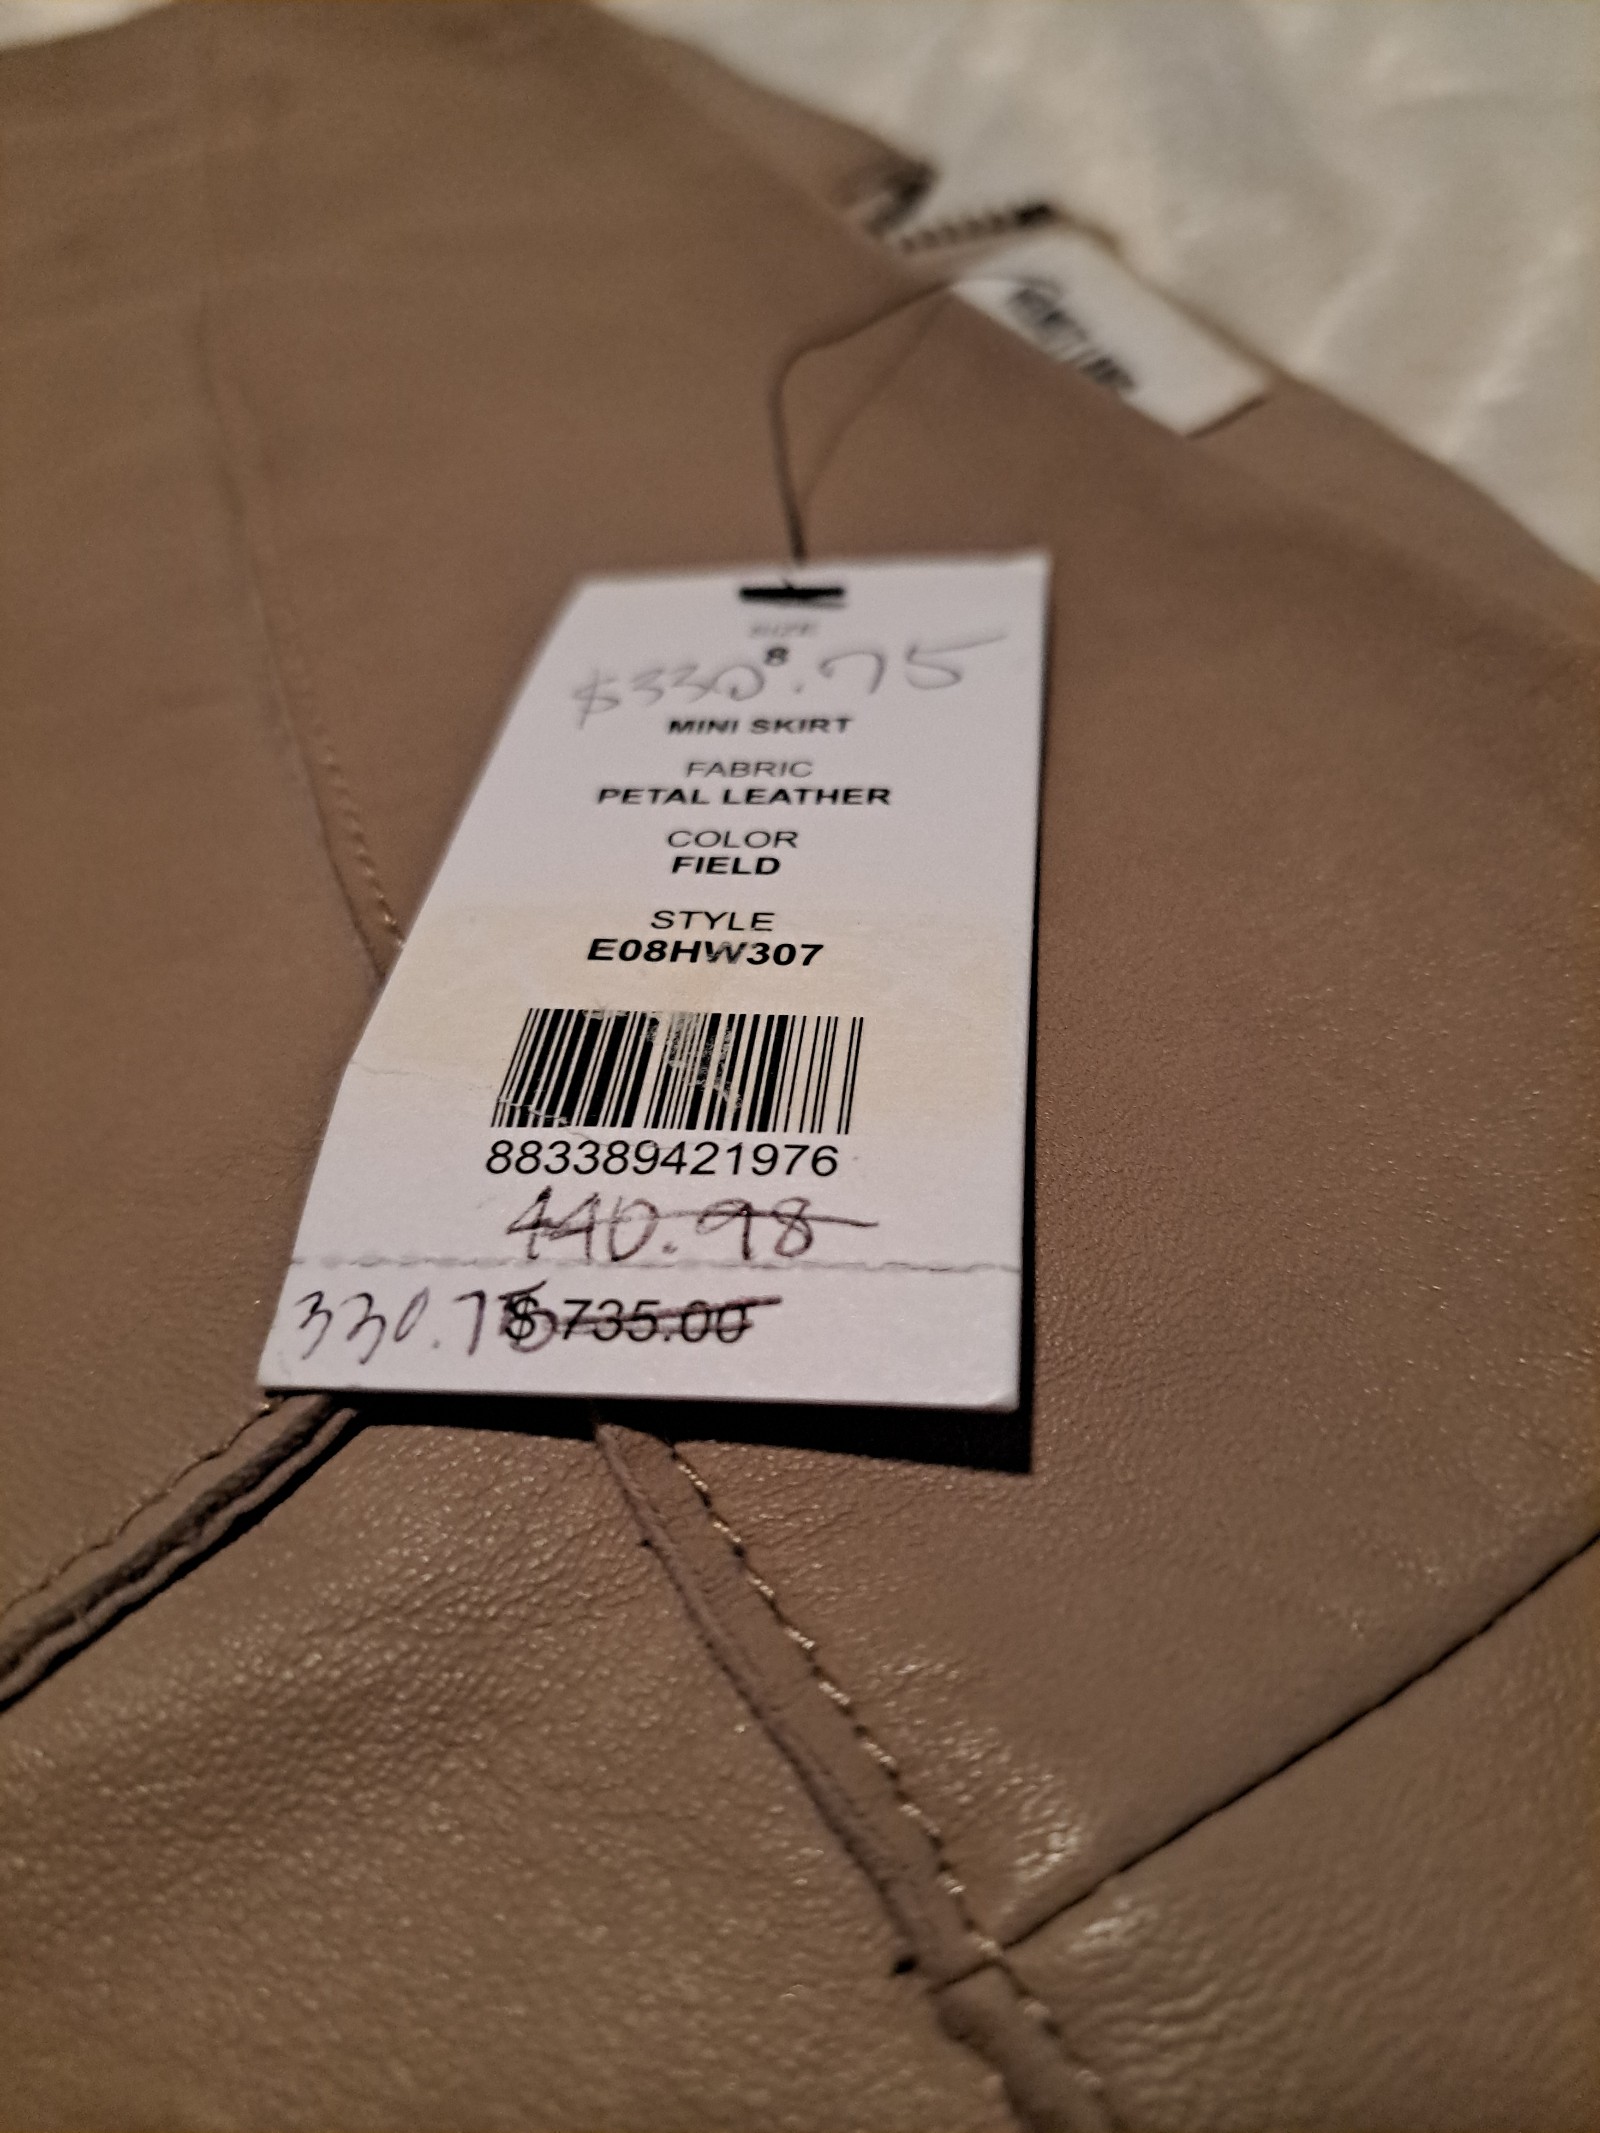 SIZE
8
$330.75
MINI SKIRT
FABRIC
PETAL LEATHER
COLOR
FIELD
STYLE
E08HW307
883389421976
440.98
330.75 $735.00